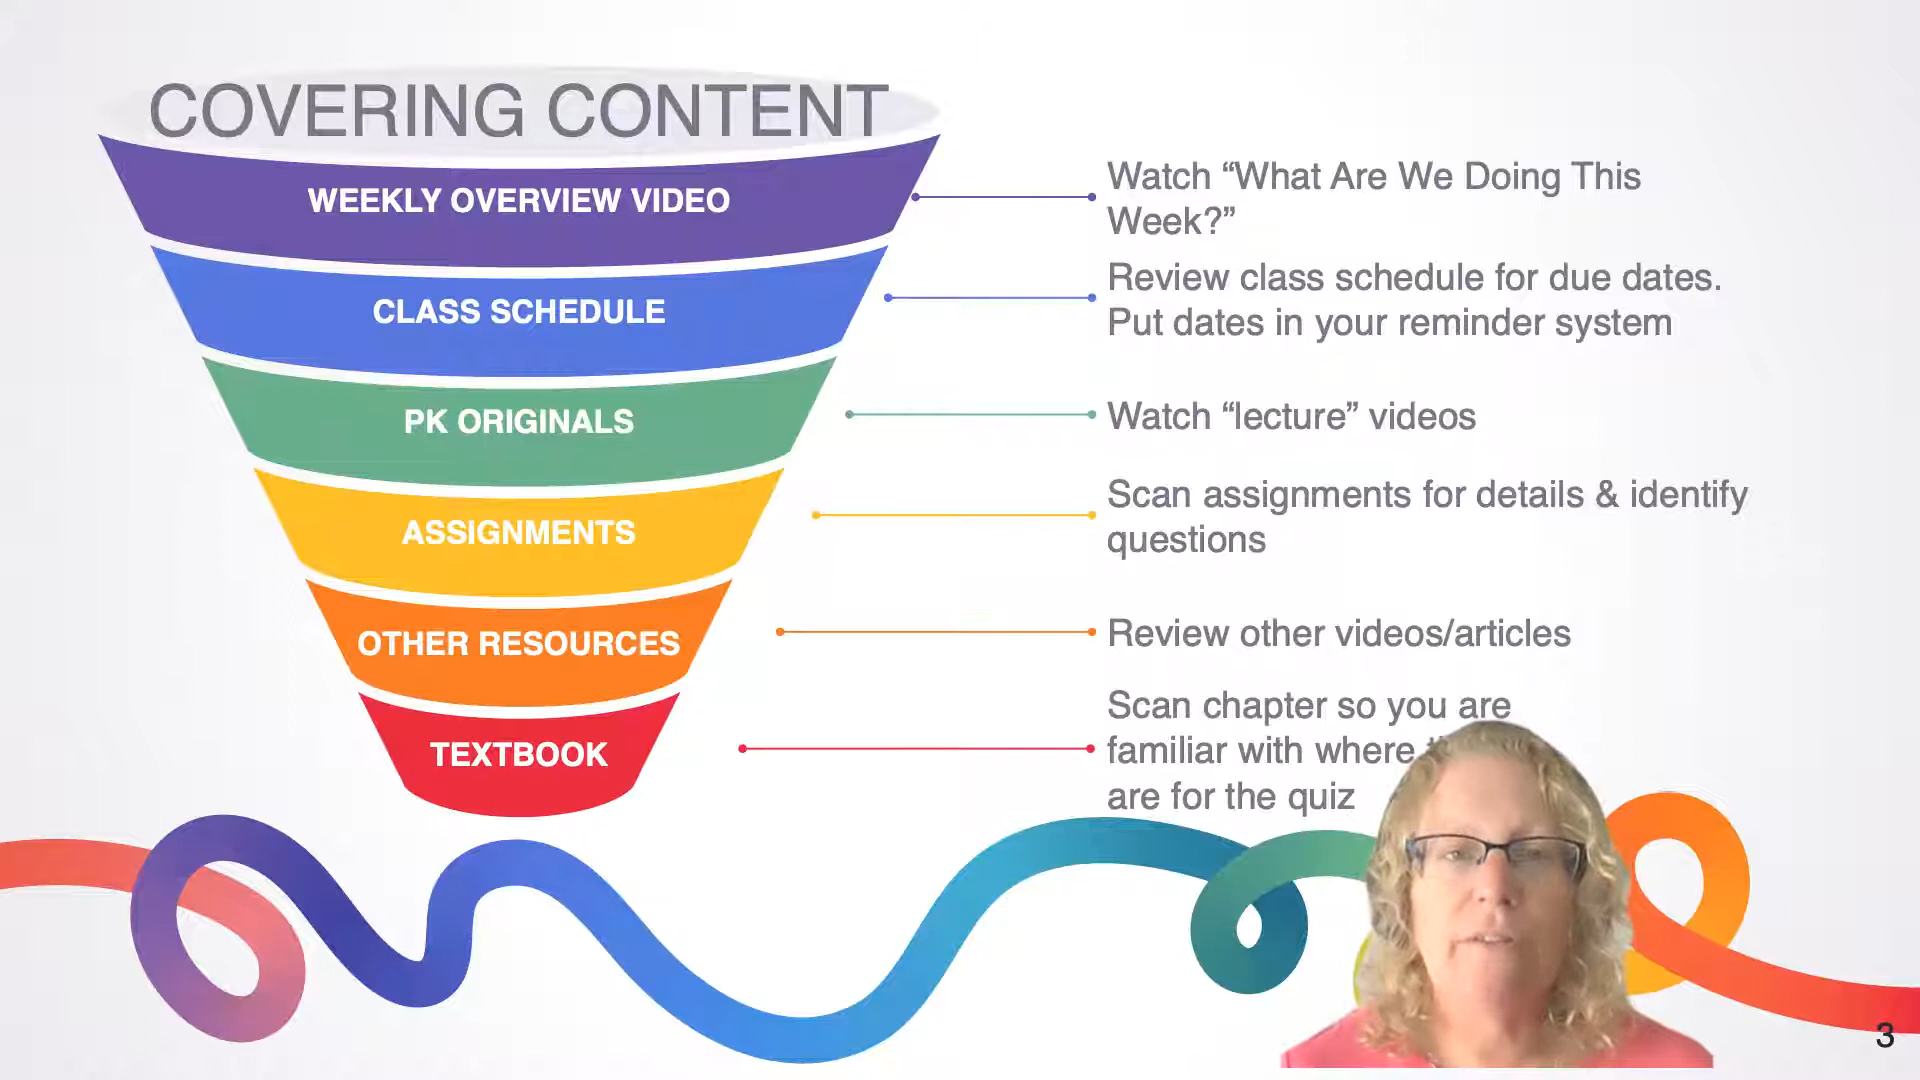 COVERING CONTENT
WEEKLY OVERVIEW VIDEO
Watch “What Are We Doing This
Week?”
CLASS SCHEDULE
Review class schedule for due dates.
Put dates in your reminder system
PK ORIGINALS
Watch “lecture” videos
ASSIGNMENTS
Scan assignments for details & identify
questions
OTHER RESOURCES
Review other videos/articles
TEXTBOOK
Scan chapter so you are
familiar with where
are for the quiz
3